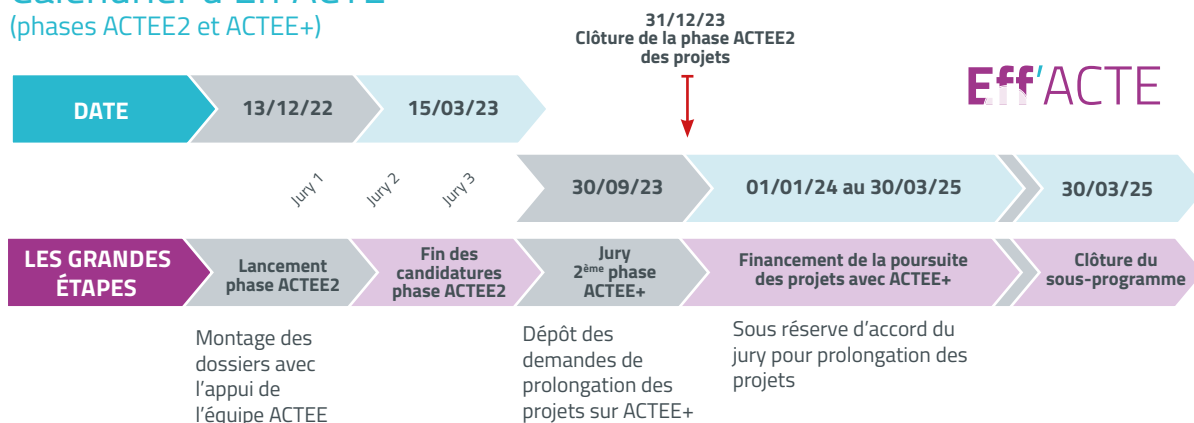 Calendrier d'Eff'ACTE
(phases ACTEE2 et ACTEE+)
31/12/23
Clôture de la phase ACTEE2
des projets
Eff'ACTE
DATE
13/12/22
15/03/23
Jury 1
Jury 2
Jury 3
30/09/23
01/01/24 au 30/03/25
30/03/25
LES GRANDES
ÉTAPES
Lancement
phase ACTEE2
Fin des
candidatures
phase ACTEE2
Jury
2ème phase
ACTEE+
Financement de la poursuite
des projets avec ACTEE+
Clôture du
sous-programme
Montage des
dossiers avec
l'appui de
l'équipe ACTEE
Dépôt des
demandes de
prolongation des
projets sur ACTEE+
Sous réserve d'accord du
jury pour prolongation des
projets